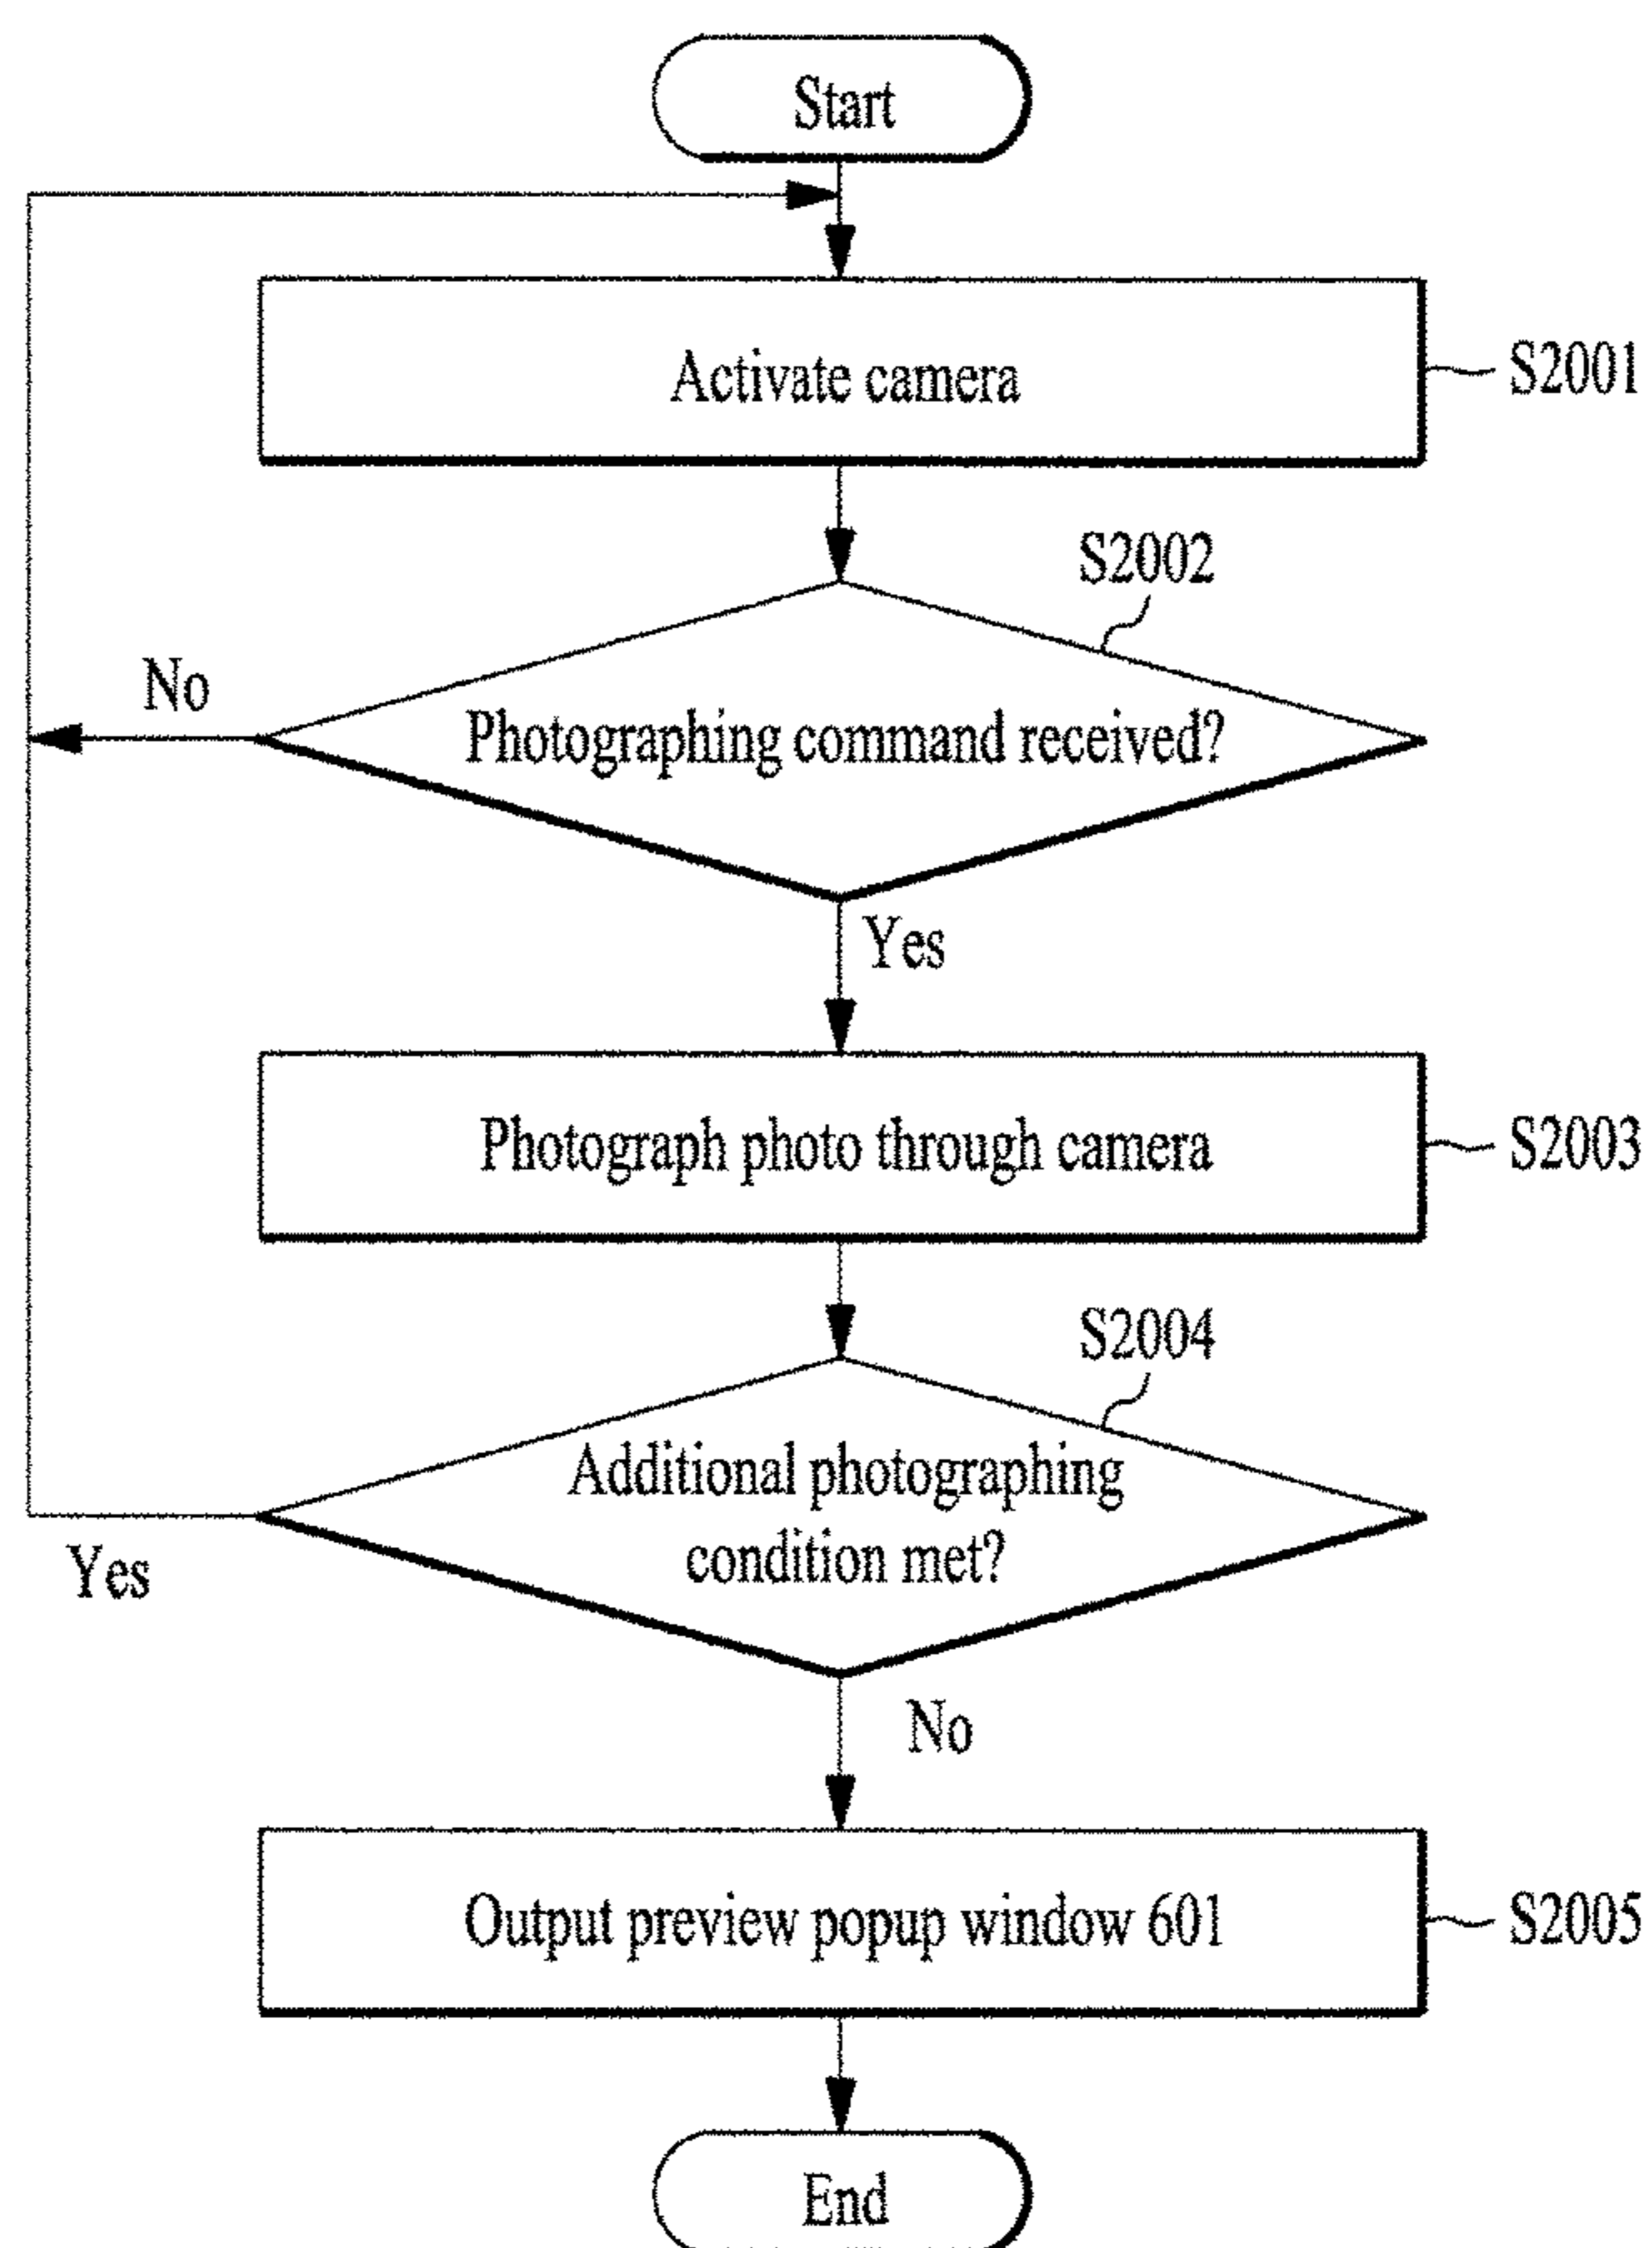 Start
Activate camera
S2001
S2002
No
Photographing command received?
Yes
Photograph photo through camera
S2003
S2004
Additional photographing
condition met?
Yes
No
Output preview popup window 601
S2005
End